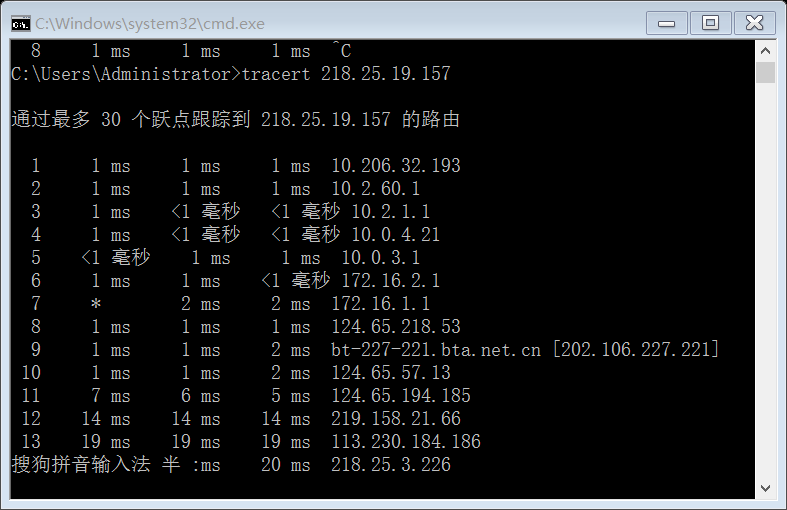 C:\Windows\system32\cmd.exe
8 1 ms 1 ms 1 ms ^C
C:\Users\Administrator>tracert 218.25.19.157
通过最多 30 个跃点跟踪到 218.25.19.157 的路由
1 1 ms 1 ms 1 ms 10.206.32.193
2 1 ms 1 ms 1 ms 10.2.60.1
3 1 ms <1 毫秒 <1 毫秒 10.2.1.1
4 1 ms <1 毫秒 <1 毫秒 10.0.4.21
5 <1 毫秒 1 ms 1 ms 10.0.3.1
6 1 ms 1 ms <1 毫秒 172.16.2.1
7 * 2 ms 2 ms 172.16.1.1
8 1 ms 1 ms 1 ms 124.65.218.53
9 1 ms 1 ms 2 ms bt-227-221.bta.net.cn [202.106.227.221]
10 1 ms 1 ms 2 ms 124.65.57.13
11 7 ms 6 ms 5 ms 124.65.194.185
12 14 ms 14 ms 14 ms 219.158.21.66
13 19 ms 19 ms 19 ms 113.230.184.186
搜狗拼音输入法 半 :ms 20 ms 218.25.3.226